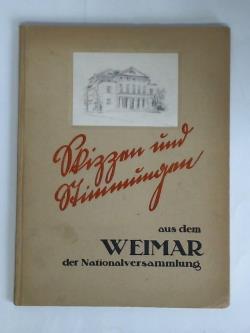 Skizzen und
Stimmungen
aus dem
WEIMAR
der Nationalversammlung